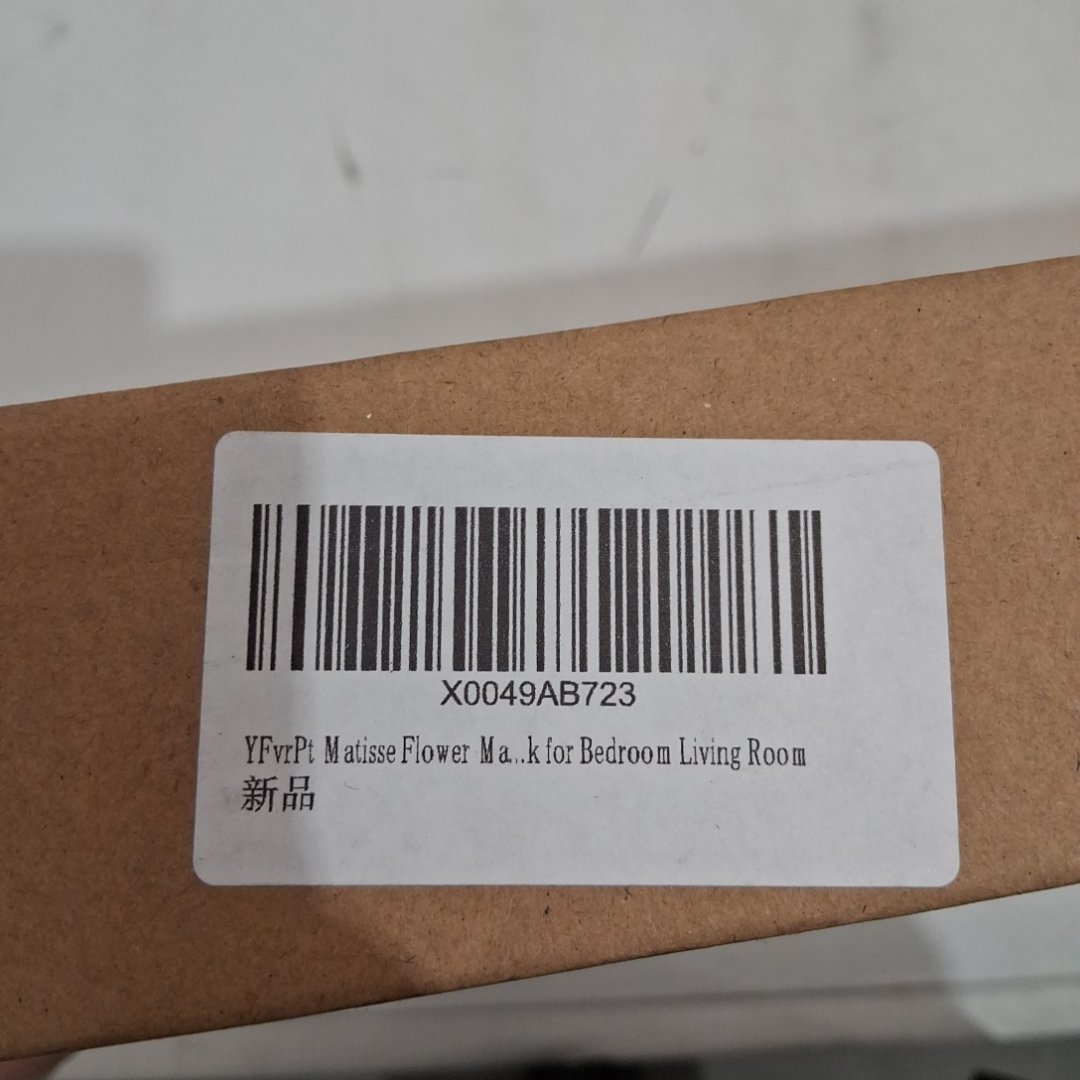 X0049AB723
YFvrPt Matisse Flower Ma...k for Bedroom Living Room
新品